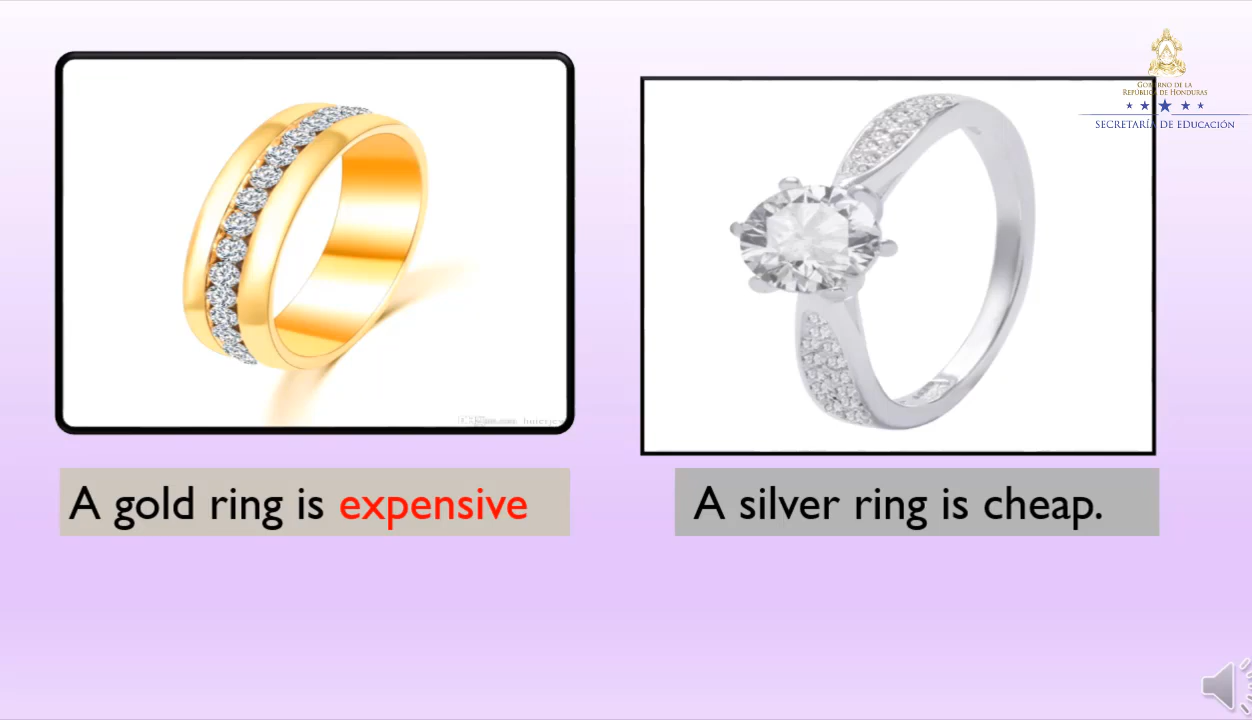 GOBIERNO DE LA
REPÚBLICA DE HONDURAS
SECRETARÍA DE EDUCACIÓN
A gold ring is expensive
A silver ring is cheap.